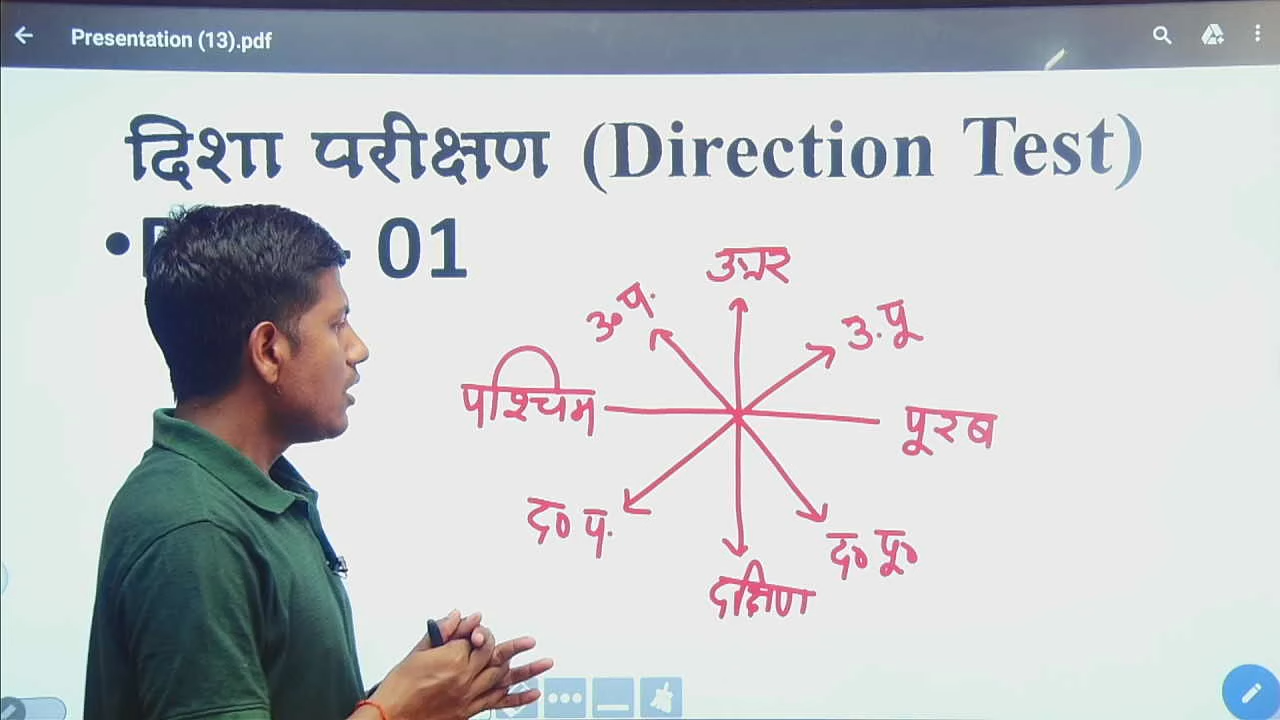 Presentation (13).pdf
दिशा परीक्षण (Direction Test)
• 01
उत्तर
उ॰प.
उ.पू
पश्चिम
पूरब
द॰ प.
द॰ पू॰
दक्षिण